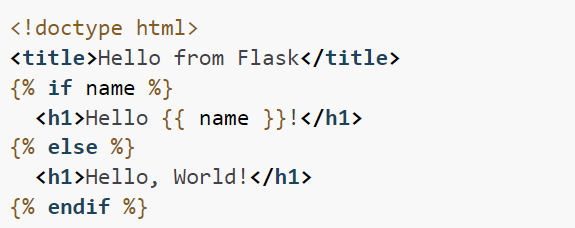 <!doctype html>
<title>Hello from Flask</title>
{% if name %}
  <h1>Hello {{ name }}!</h1>
{% else %}
  <h1>Hello, World!</h1>
{% endif %}